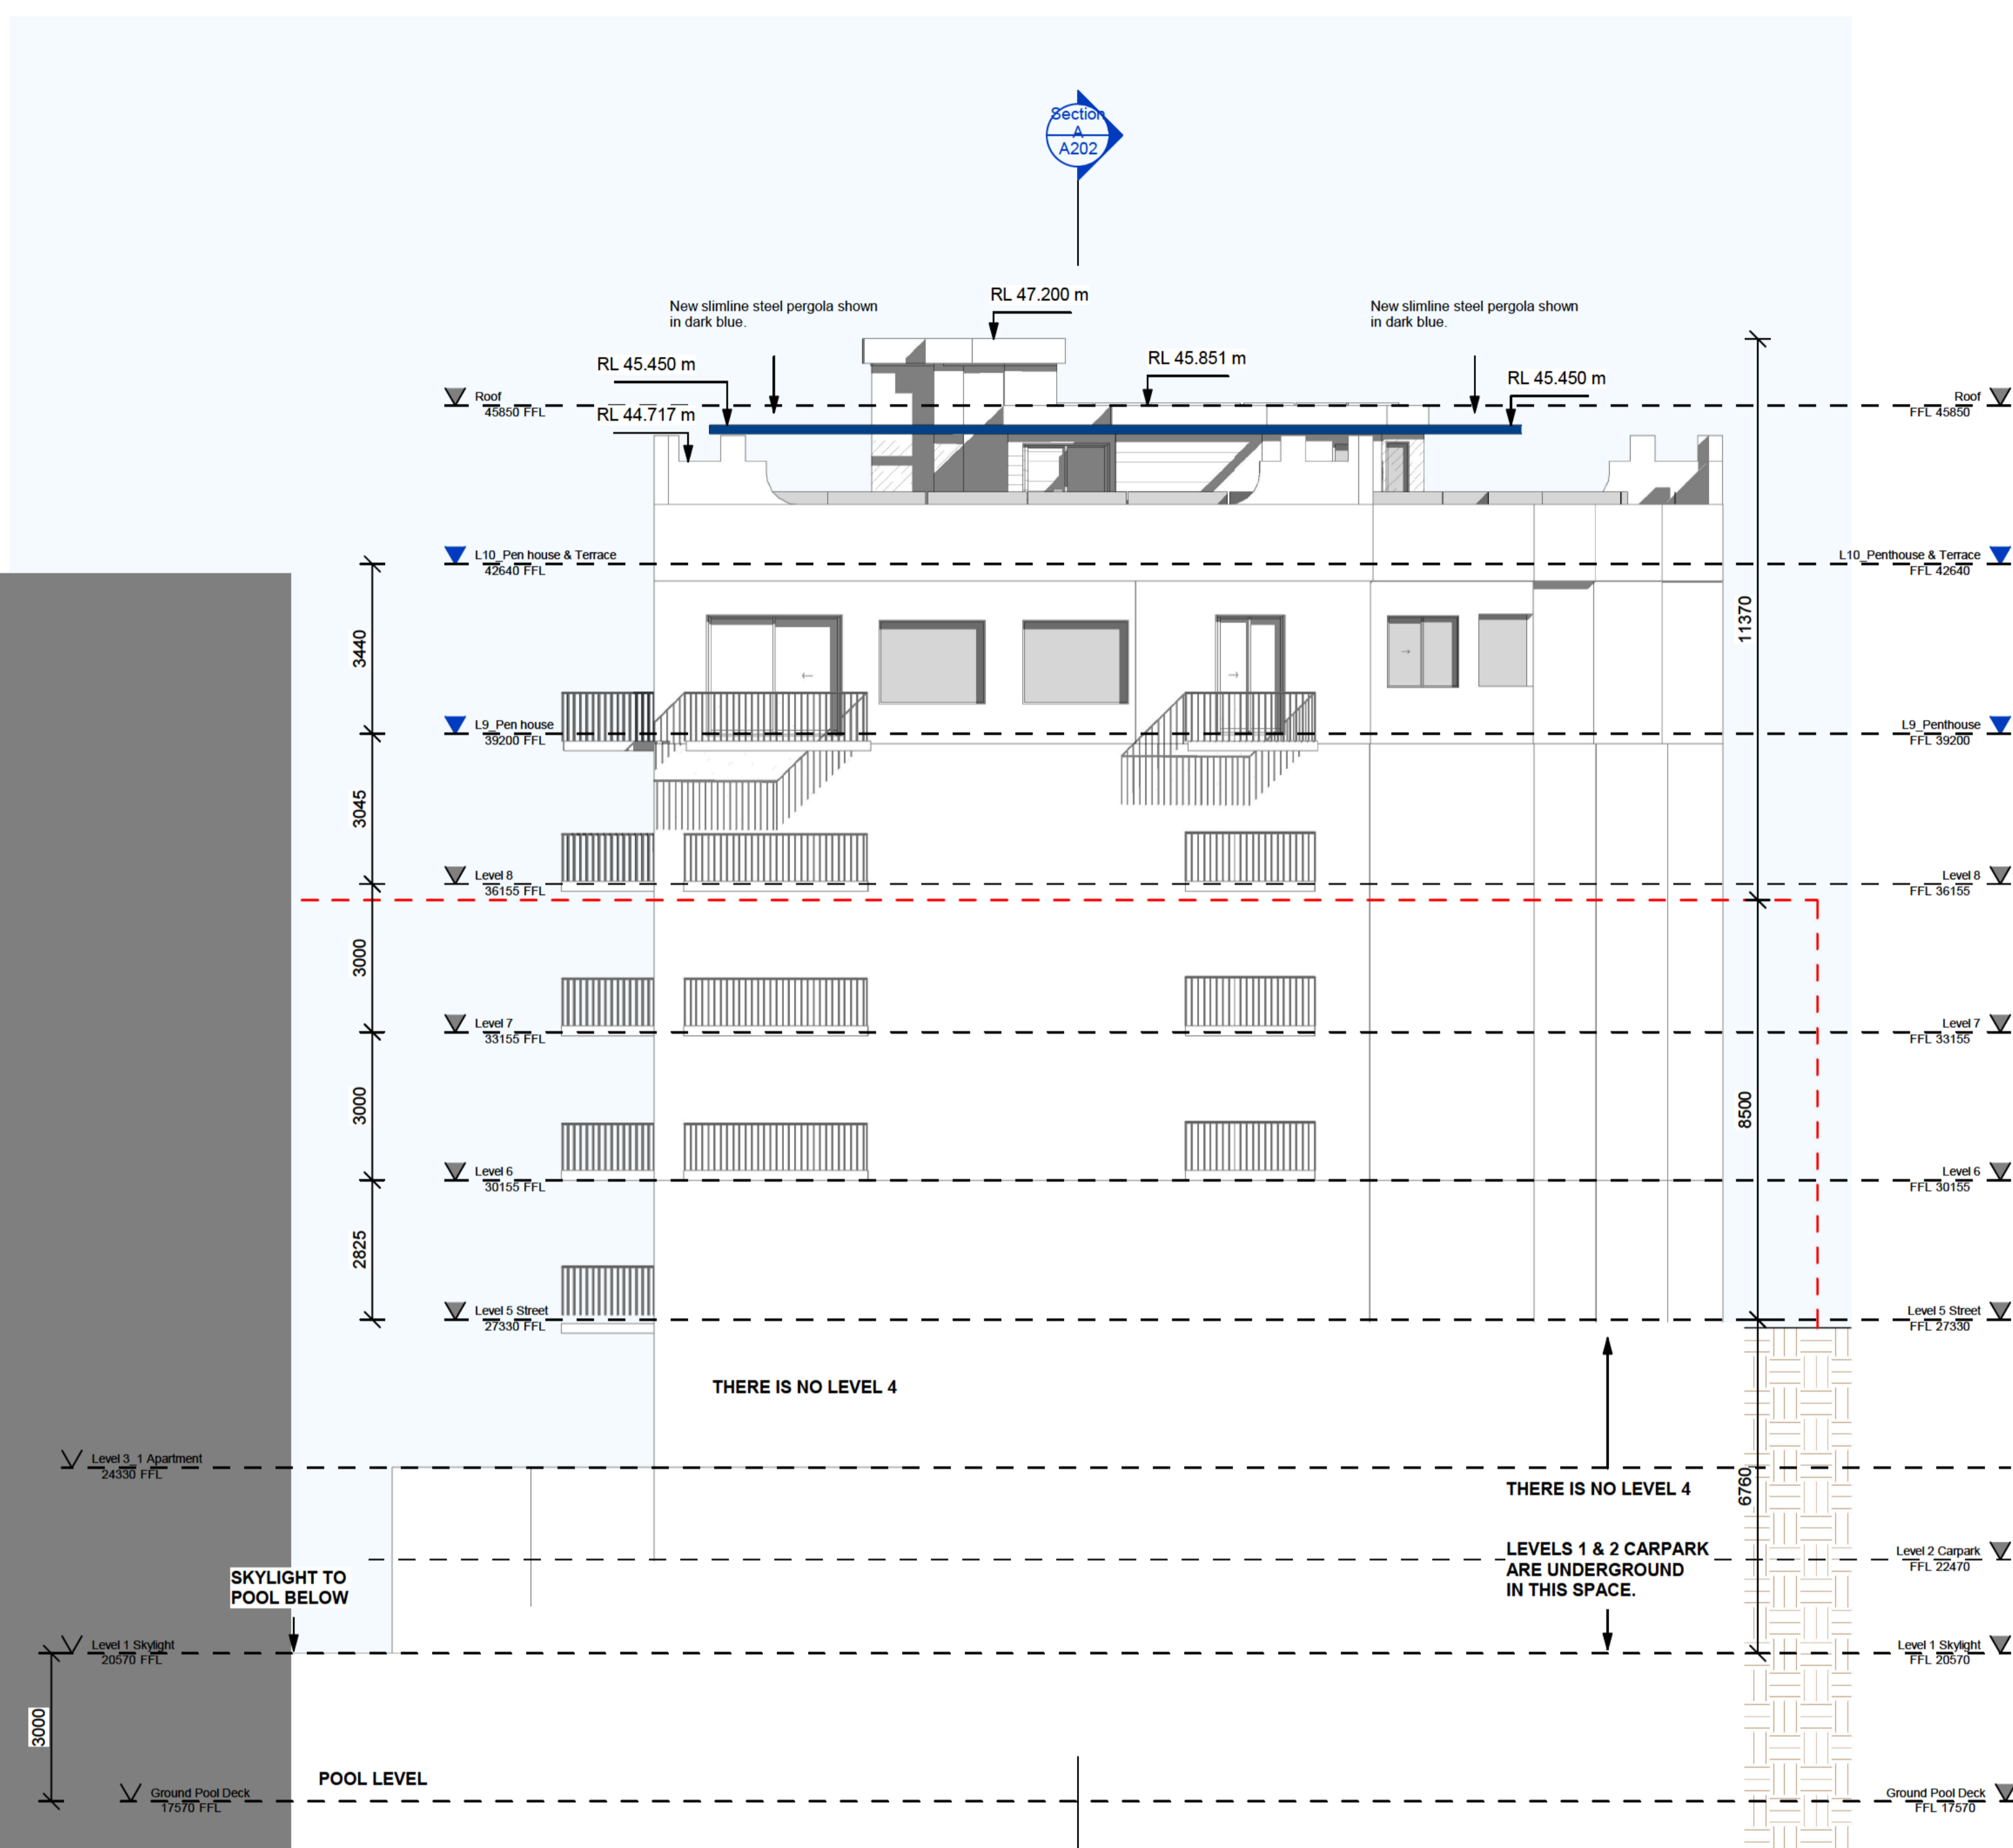 Section
A
A202
RL 47.200 m
New slimline steel pergola shown
in dark blue.
New slimline steel pergola shown
in dark blue.
RL 45.450 m
RL 45.851 m
RL 45.450 m
RL 44.717 m
Roof
45850 FFL
Roof
FFL 45850
L10_Pen house & Terrace
42640 FFL
L10_Penthouse & Terrace
FFL 42640
11370
3440
L9_Pen house
39200 FFL
L9_Penthouse
FFL 39200
3045
Level 8
36155 FFL
Level 8
FFL 36155
3000
Level 7
33155 FFL
Level 7
FFL 33155
3000
8500
Level 6
30155 FFL
Level 6
FFL 30155
2825
Level 5 Street
27330 FFL
Level 5 Street
FFL 27330
THERE IS NO LEVEL 4
Level 3_1 Apartment
24330 FFL
THERE IS NO LEVEL 4
6760
LEVELS 1 & 2 CARPARK
ARE UNDERGROUND
IN THIS SPACE.
Level 2 Carpark
FFL 22470
SKYLIGHT TO
POOL BELOW
Level 1 Skylight
20570 FFL
Level 1 Skylight
FFL 20570
3000
POOL LEVEL
Ground Pool Deck
17570 FFL
Ground Pool Deck
FFL 17570